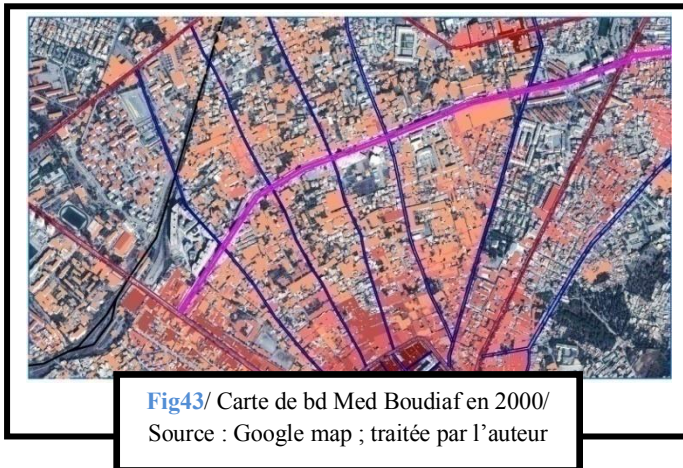 Fig43/ Carte de bd Med Boudiaf en 2000/
Source : Google map ; traitée par l’auteur